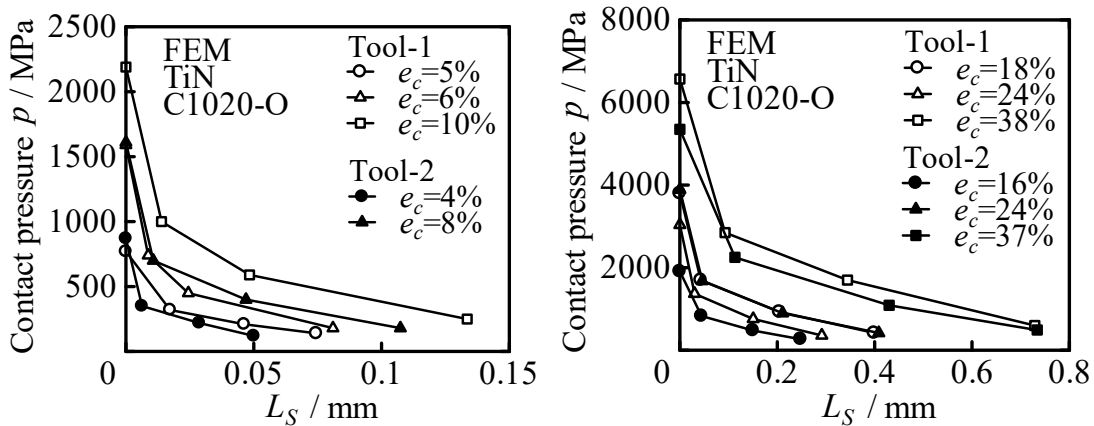 Contact pressure p / MPa
2500
2000
1500
1000
500
0
0.05
0.1
0.15
L_S / mm
FEM
TiN
C1020-O
Tool-1
e_c=5%
e_c=6%
e_c=10%
Tool-2
e_c=4%
e_c=8%
Contact pressure p / MPa
8000
6000
4000
2000
0
0.2
0.4
0.6
0.8
L_S / mm
FEM
TiN
C1020-O
Tool-1
e_c=18%
e_c=24%
e_c=38%
Tool-2
e_c=16%
e_c=24%
e_c=37%